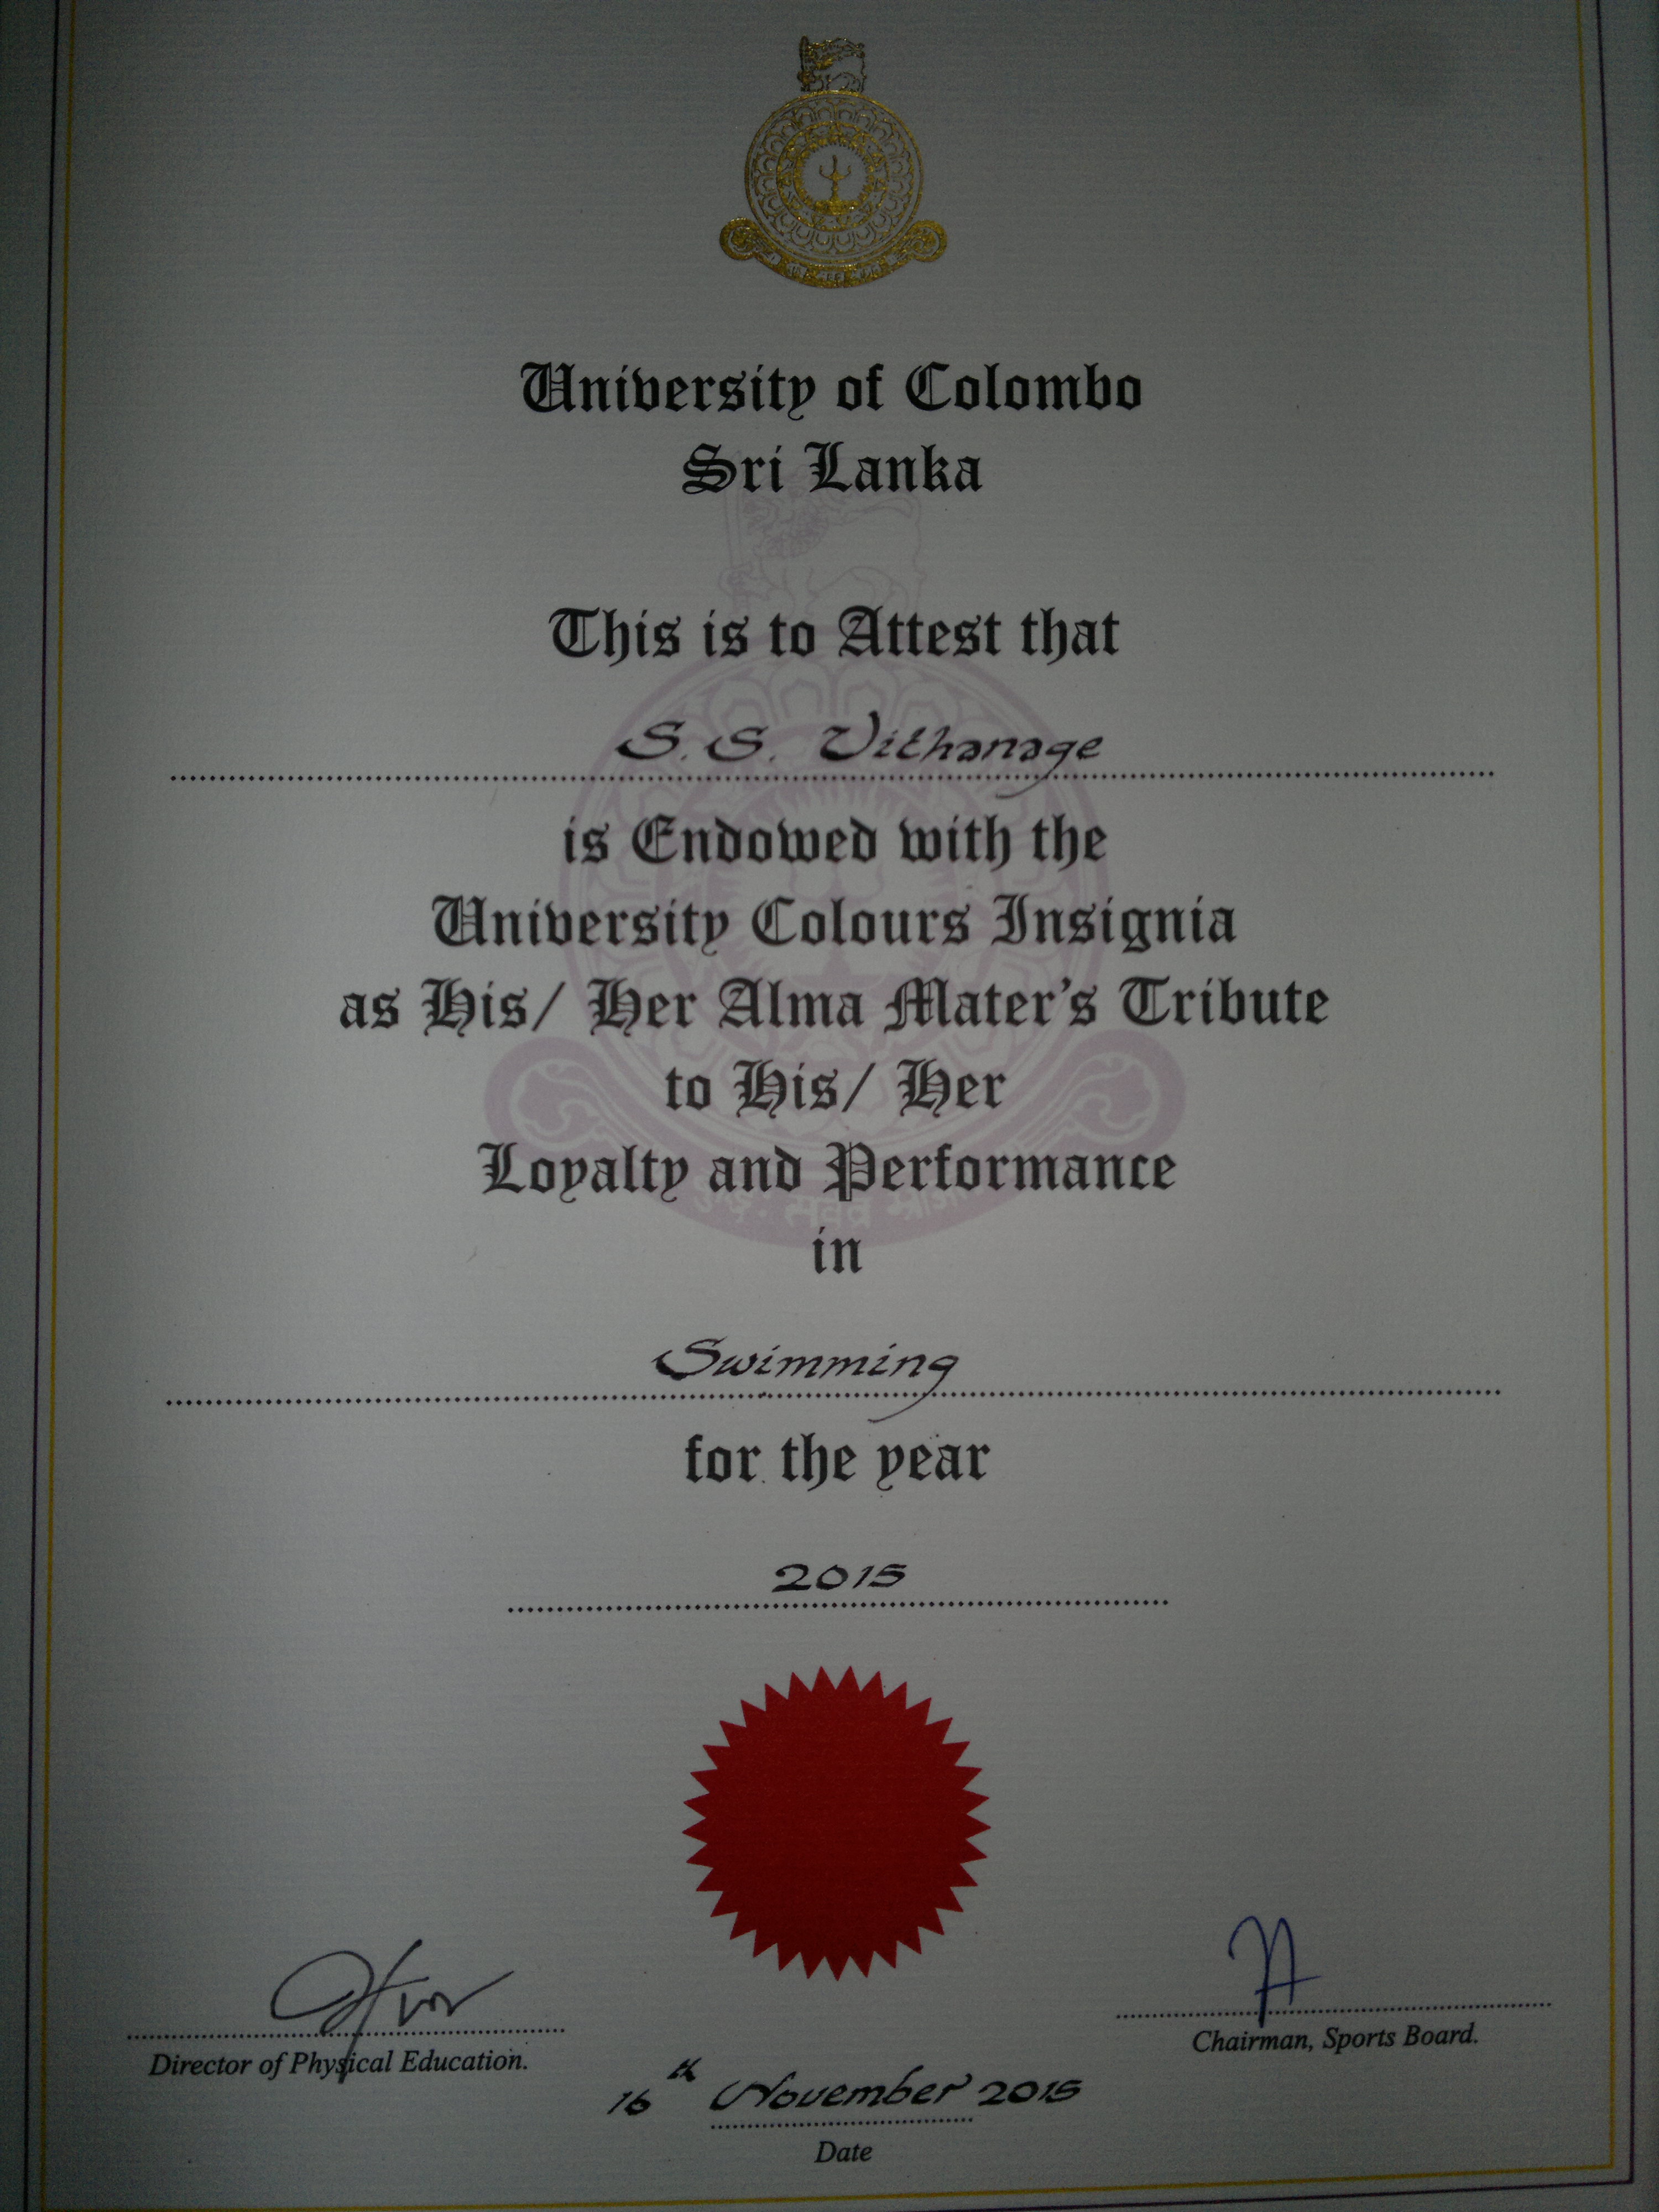 University of Colombo
Sri Lanka
This is to Attest that
S. S. Vithanage
is Endowed with the
University Colours Insignia
as His/ Her Alma Mater's Tribute
to His/ Her
Loyalty and Performance
in
Swimming
for the year
2015
Director of Physical Education.
Chairman, Sports Board.
16th November 2015
Date